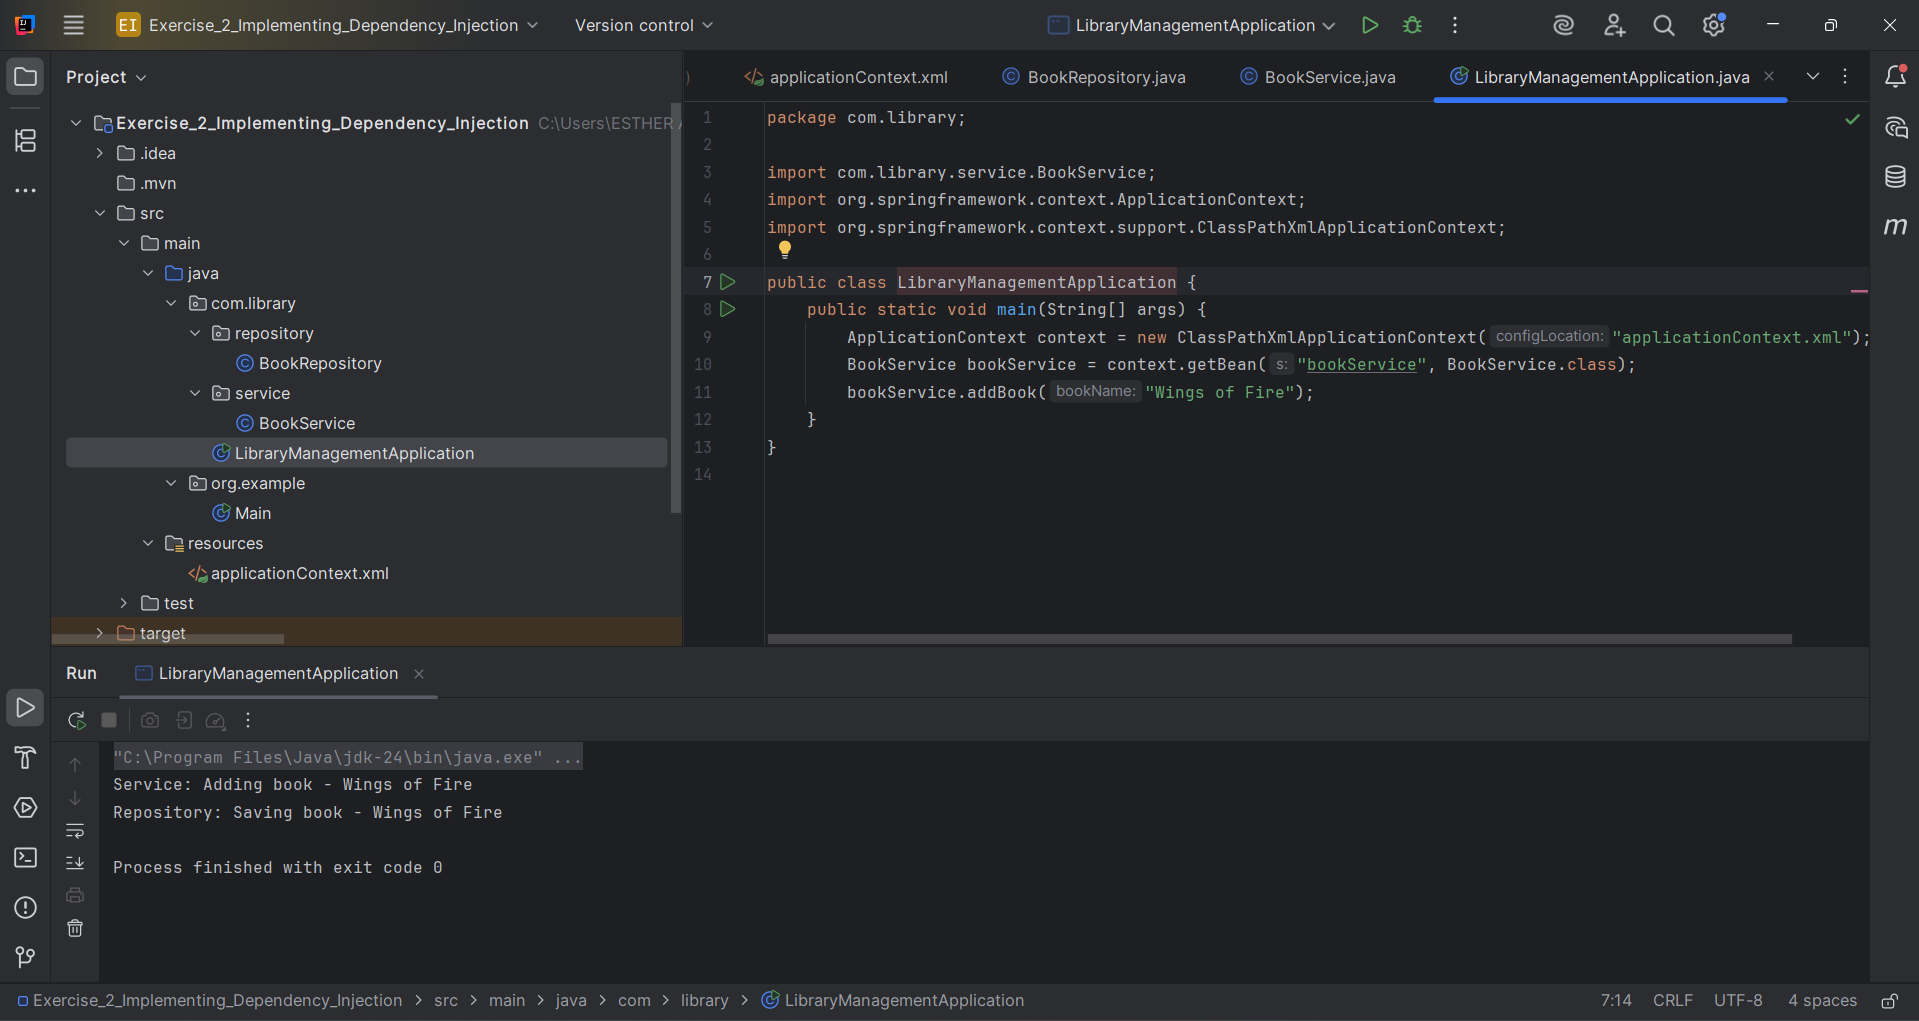 EI Exercise_2_Implementing_Dependency_Injection Version control LibraryManagementApplication
Project
Exercise_2_Implementing_Dependency_Injection C:\Users\ESTHER
.idea
.mvn
src
main
java
com.library
repository
BookRepository
service
BookService
LibraryManagementApplication
org.example
Main
resources
applicationContext.xml
test
target
applicationContext.xml BookRepository.java BookService.java LibraryManagementApplication.java
1 package com.library;
2
3 import com.library.service.BookService;
4 import org.springframework.context.ApplicationContext;
5 import org.springframework.context.support.ClassPathXmlApplicationContext;
6
7 public class LibraryManagementApplication {
8 public static void main(String[] args) {
9 ApplicationContext context = new ClassPathXmlApplicationContext( configLocation: "applicationContext.xml");
10 BookService bookService = context.getBean( s: "bookService", BookService.class);
11 bookService.addBook( bookName: "Wings of Fire");
12 }
13 }
14
Run LibraryManagementApplication
"C:\Program Files\Java\jdk-24\bin\java.exe" ...
Service: Adding book - Wings of Fire
Repository: Saving book - Wings of Fire
Process finished with exit code 0
Exercise_2_Implementing_Dependency_Injection > src > main > java > com > library > LibraryManagementApplication 7:14 CRLF UTF-8 4 spaces